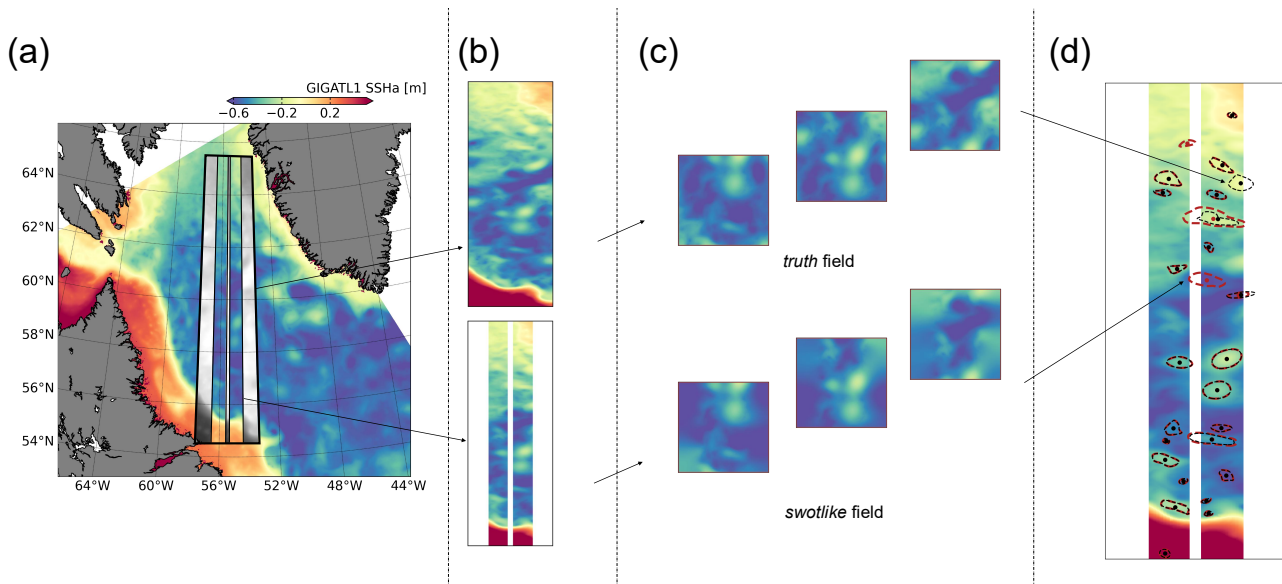 (a)
(b)
(c)
(d)
GIGATL1 SSHa [m]
−0.6 −0.2 0.2
64°N
62°N
60°N
58°N
56°N
54°N
64°W 60°W 56°W 52°W 48°W 44°W
truth field
swotlike field